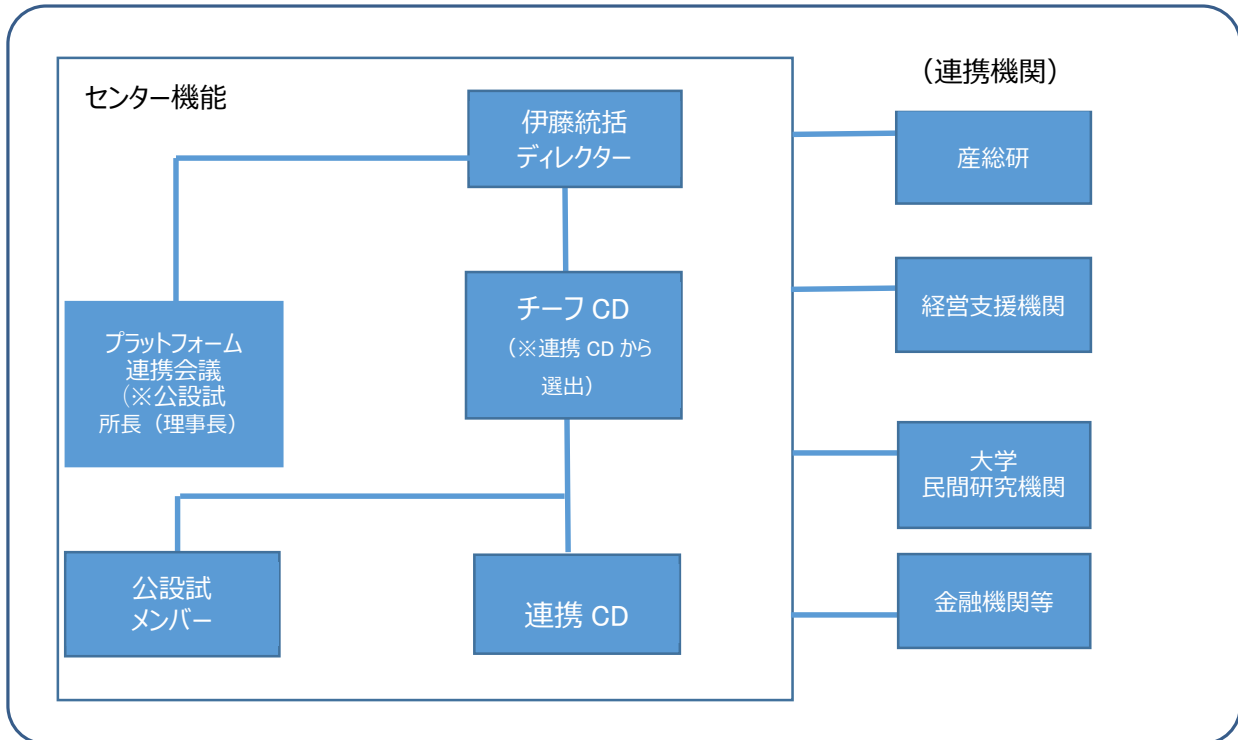 センター機能
伊藤統括
ディレクター
チーフ CD
(※連携 CD から
選出)
プラットフォーム
連携会議
(※公設試
所長(理事長)
公設試
メンバー
連携 CD
(連携機関)
産総研
経営支援機関
大学
民間研究機関
金融機関等